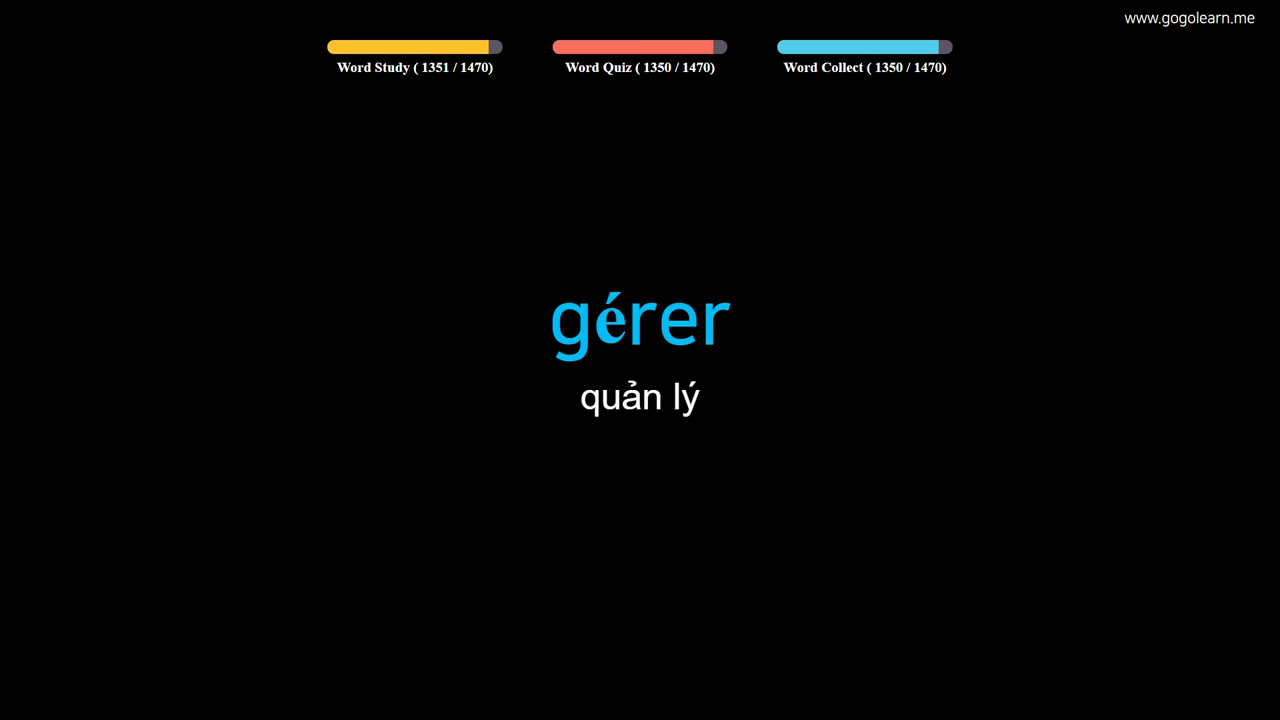 www.gogolearn.me
Word Study ( 1351 / 1470)
Word Quiz ( 1350 / 1470)
Word Collect ( 1350 / 1470)
gérer
quản lý